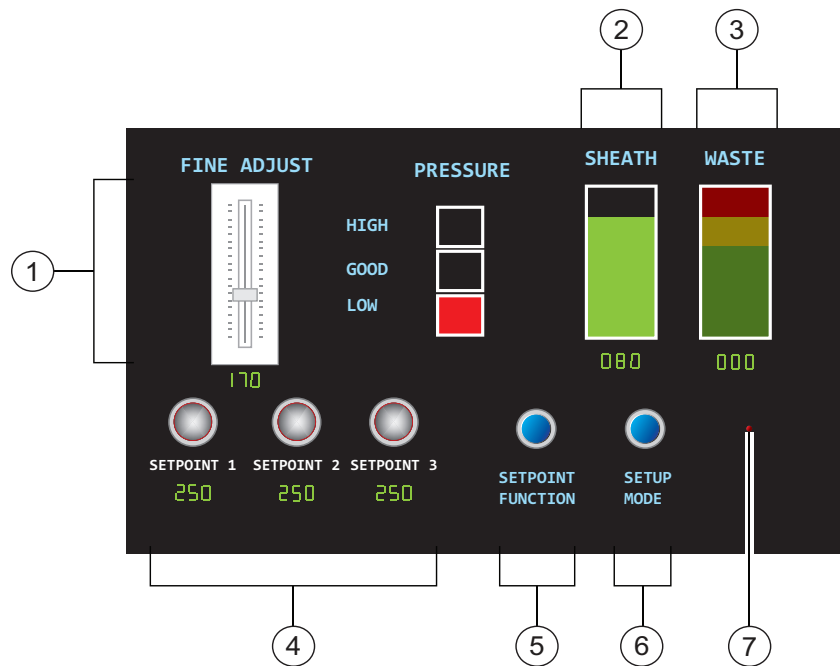 2
3
FINE ADJUST
PRESSURE
SHEATH
WASTE
HIGH
GOOD
LOW
1
170
080
000
SETPOINT 1
SETPOINT 2
SETPOINT 3
250
250
250
SETPOINT
FUNCTION
SETUP
MODE
4
5
6
7